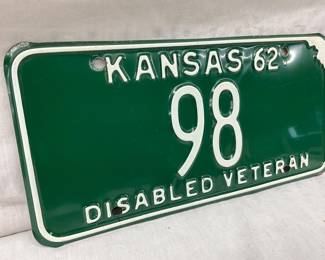 KANSAS 62
98
DISABLED VETERAN